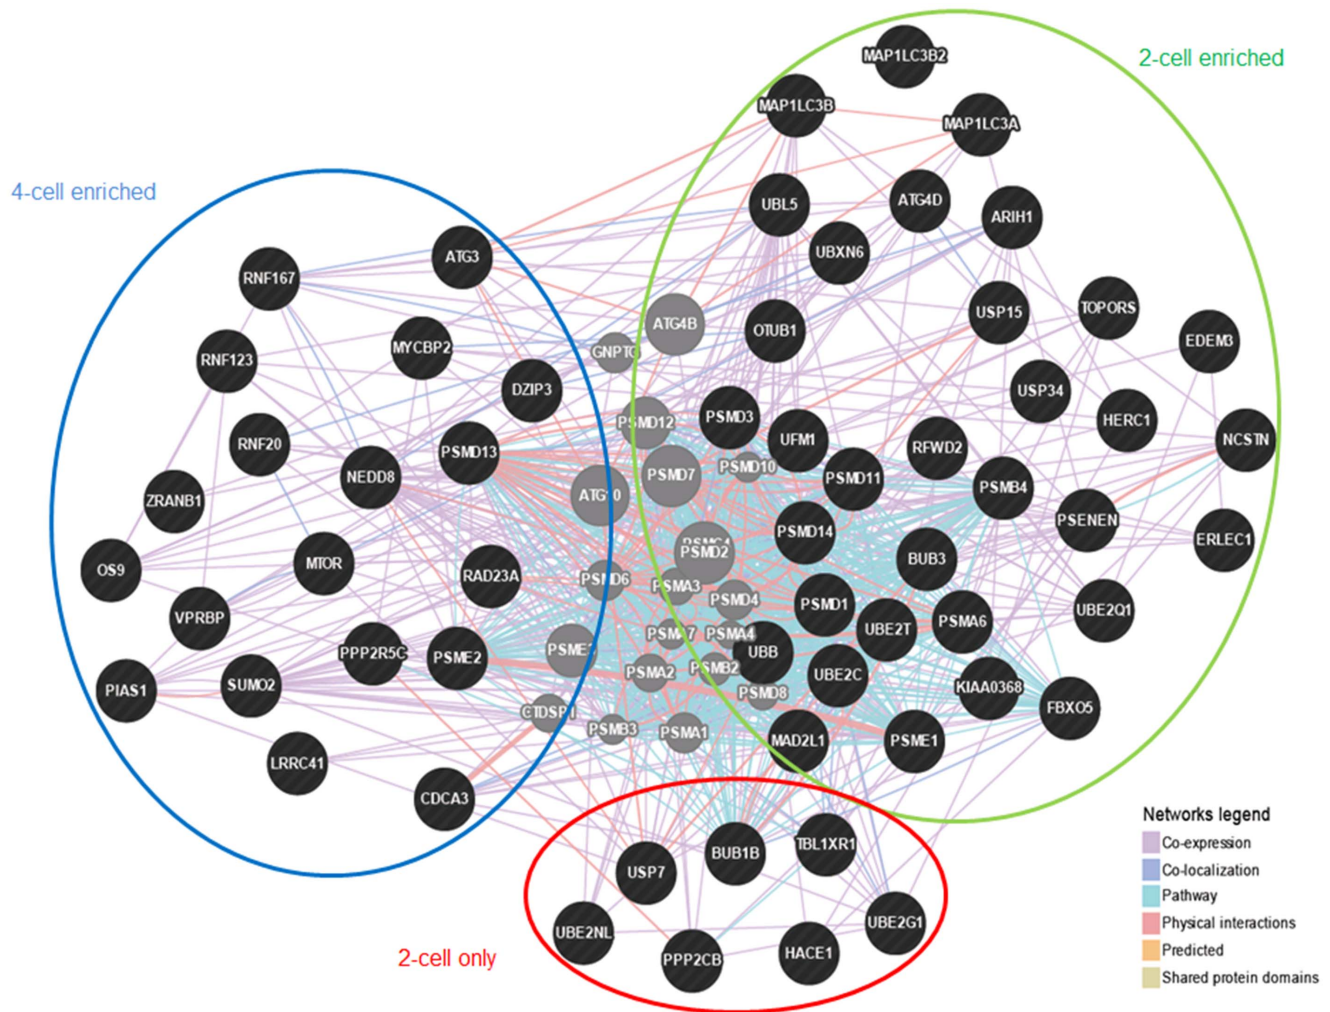 MAP1LC3B2
2-cell enriched
MAP1LC3B
MAP1LC3A
4-cell enriched
UBL5
ATG4D
ARIH1
ATG3
UBXN6
RNF167
ATG4B
OTUB1
USP15
TOPORS
EDEM3
RNF123
MYCBP2
DZIP3
USP34
PSMD12
PSMD3
HERC1
RNF20
PSMD13
UFM1
RFWD2
NCSTN
NEDD8
PSMD7
PSMD10
PSMD11
PSMB4
ZRANB1
ATG10
PSENEN
PSMD14
ERLEC1
PSMD2
BUB3
OS9
MTOR
RAD23A
PSMD6
PSMA3
PSMD4
PSMD1
UBE2Q1
VPRBP
PSMA7
PSMA4
UBE2T
PSMA6
PPP2R5C
PSME2
UBB
PSMB2
UBE2C
PIAS1
SUMO2
PSMA2
PSMD8
KIAA0368
FBXO5
PSMB3
PSMA1
MAD2L1
PSME1
LRRC41
CDCA3
BUB1B
TBL1XR1
USP7
UBE2NL
UBE2G1
2-cell only
PPP2CB
HACE1
Networks legend
Co-expression
Co-localization
Pathway
Physical interactions
Predicted
Shared protein domains